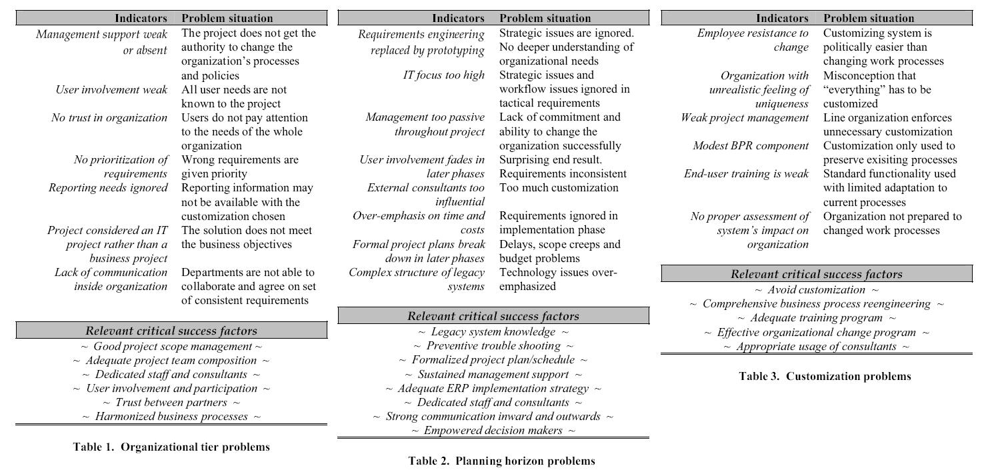 Indicators Problem situation
Management support weak The project does not get the
or absent authority to change the
organization's processes
and policies
User involvement weak All user needs are not
known to the project
No trust in organization Users do not pay attention
to the needs of the whole
organization
No prioritization of Wrong requirements are
requirements given priority
Reporting needs ignored Reporting information may
not be available with the
customization chosen
Project considered an IT The solution does not meet
project rather than a the business objectives
business project
Lack of communication Departments are not able to
inside organization collaborate and agree on set
of consistent requirements
Relevant critical success factors
~ Good project scope management ~
~ Adequate project team composition ~
~ Dedicated staff and consultants ~
~ User involvement and participation ~
~ Trust between partners ~
~ Harmonized business processes ~
Table 1. Organizational tier problems
Indicators Problem situation
Requirements engineering Strategic issues are ignored.
replaced by prototyping No deeper understanding of
organizational needs
IT focus too high Strategic issues and
workflow issues ignored in
tactical requirements
Management too passive Lack of commitment and
throughout project ability to change the
organization successfully
User involvement fades in Surprising end result.
later phases Requirements inconsistent
External consultants too Too much customization
influential
Over-emphasis on time and Requirements ignored in
costs implementation phase
Formal project plans break Delays, scope creeps and
down in later phases budget problems
Complex structure of legacy Technology issues over-
systems emphasized
Relevant critical success factors
~ Legacy system knowledge ~
~ Preventive trouble shooting ~
~ Formalized project plan/schedule ~
~ Sustained management support ~
~ Adequate ERP implementation strategy ~
~ Dedicated staff and consultants ~
~ Strong communication inward and outwards ~
~ Empowered decision makers ~
Table 2. Planning horizon problems
Indicators Problem situation
Employee resistance to Customizing system is
change politically easier than
changing work processes
Organization with Misconception that
unrealistic feeling of “everything” has to be
uniqueness customized
Weak project management Line organization enforces
unnecessary customization
Modest BPR component Customization only used to
preserve exisiting processes
End-user training is weak Standard functionality used
with limited adaptation to
current processes
No proper assessment of Organization not prepared to
system's impact on changed work processes
organization
Relevant critical success factors
~ Avoid customization ~
~ Comprehensive business process reengineering ~
~ Adequate training program ~
~ Effective organizational change program ~
~ Appropriate usage of consultants ~
Table 3. Customization problems